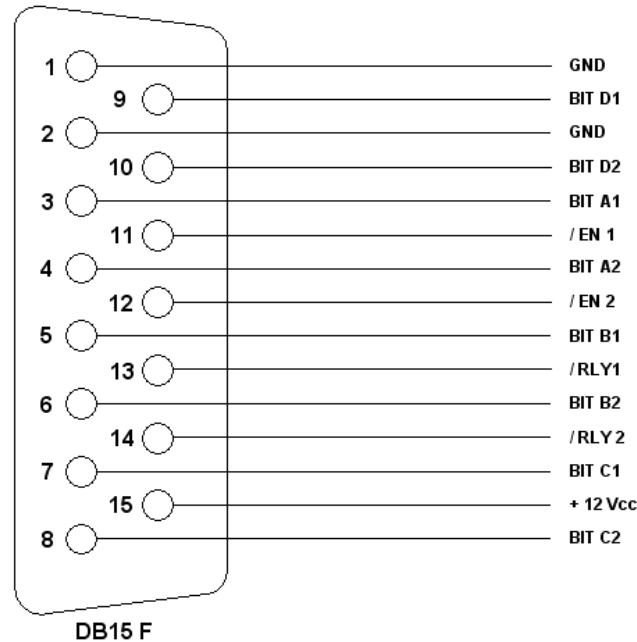 1 GND
9 BIT D1
2 GND
10 BIT D2
3 BIT A1
11 / EN 1
4 BIT A2
12 / EN 2
5 BIT B1
13 / RLY1
6 BIT B2
14 / RLY 2
7 BIT C1
15 + 12 Vcc
8 BIT C2
DB15 F